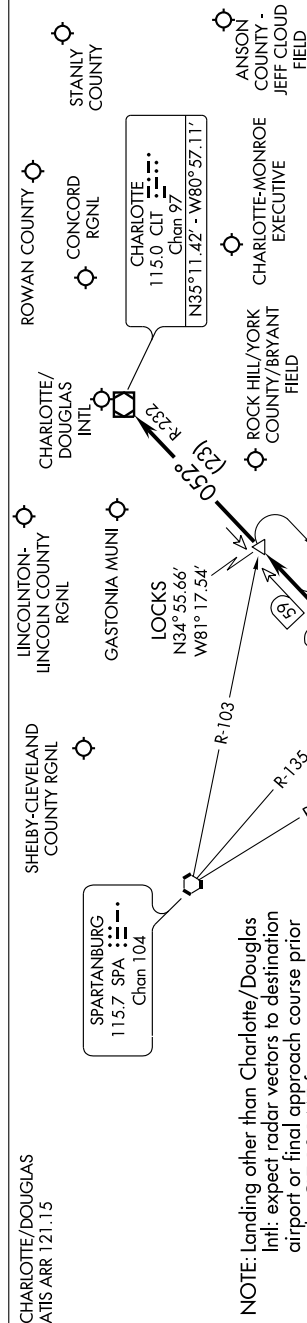 CHARLOTTE/DOUGLAS
ATIS ARR 121.15
SHELBY-CLEVELAND
COUNTY RGNL
LINCOLNTON-
LINCOLN COUNTY
RGNL
GASTONIA MUNI
CHARLOTTE/
DOUGLAS
INTL
ROWAN COUNTY
CONCORD
RGNL
STANLY
COUNTY
SPARTANBURG
115.7 SPA
Chan 104
LOCKS
N34°55.66'
W81°17.54'
CHARLOTTE
115.0 CLT
Chan 97
N35°11.42' - W80°57.11'
R-232
052°
(23)
ROCK HILL/YORK
COUNTY/BRYANT
FIELD
CHARLOTTE-MONROE
EXECUTIVE
ANSON
COUNTY -
JEFF CLOUD
FIELD
R-103
R-135
59
NOTE: Landing other than Charlotte/Douglas
Intl: expect radar vectors to destination
airport or final approach course prior